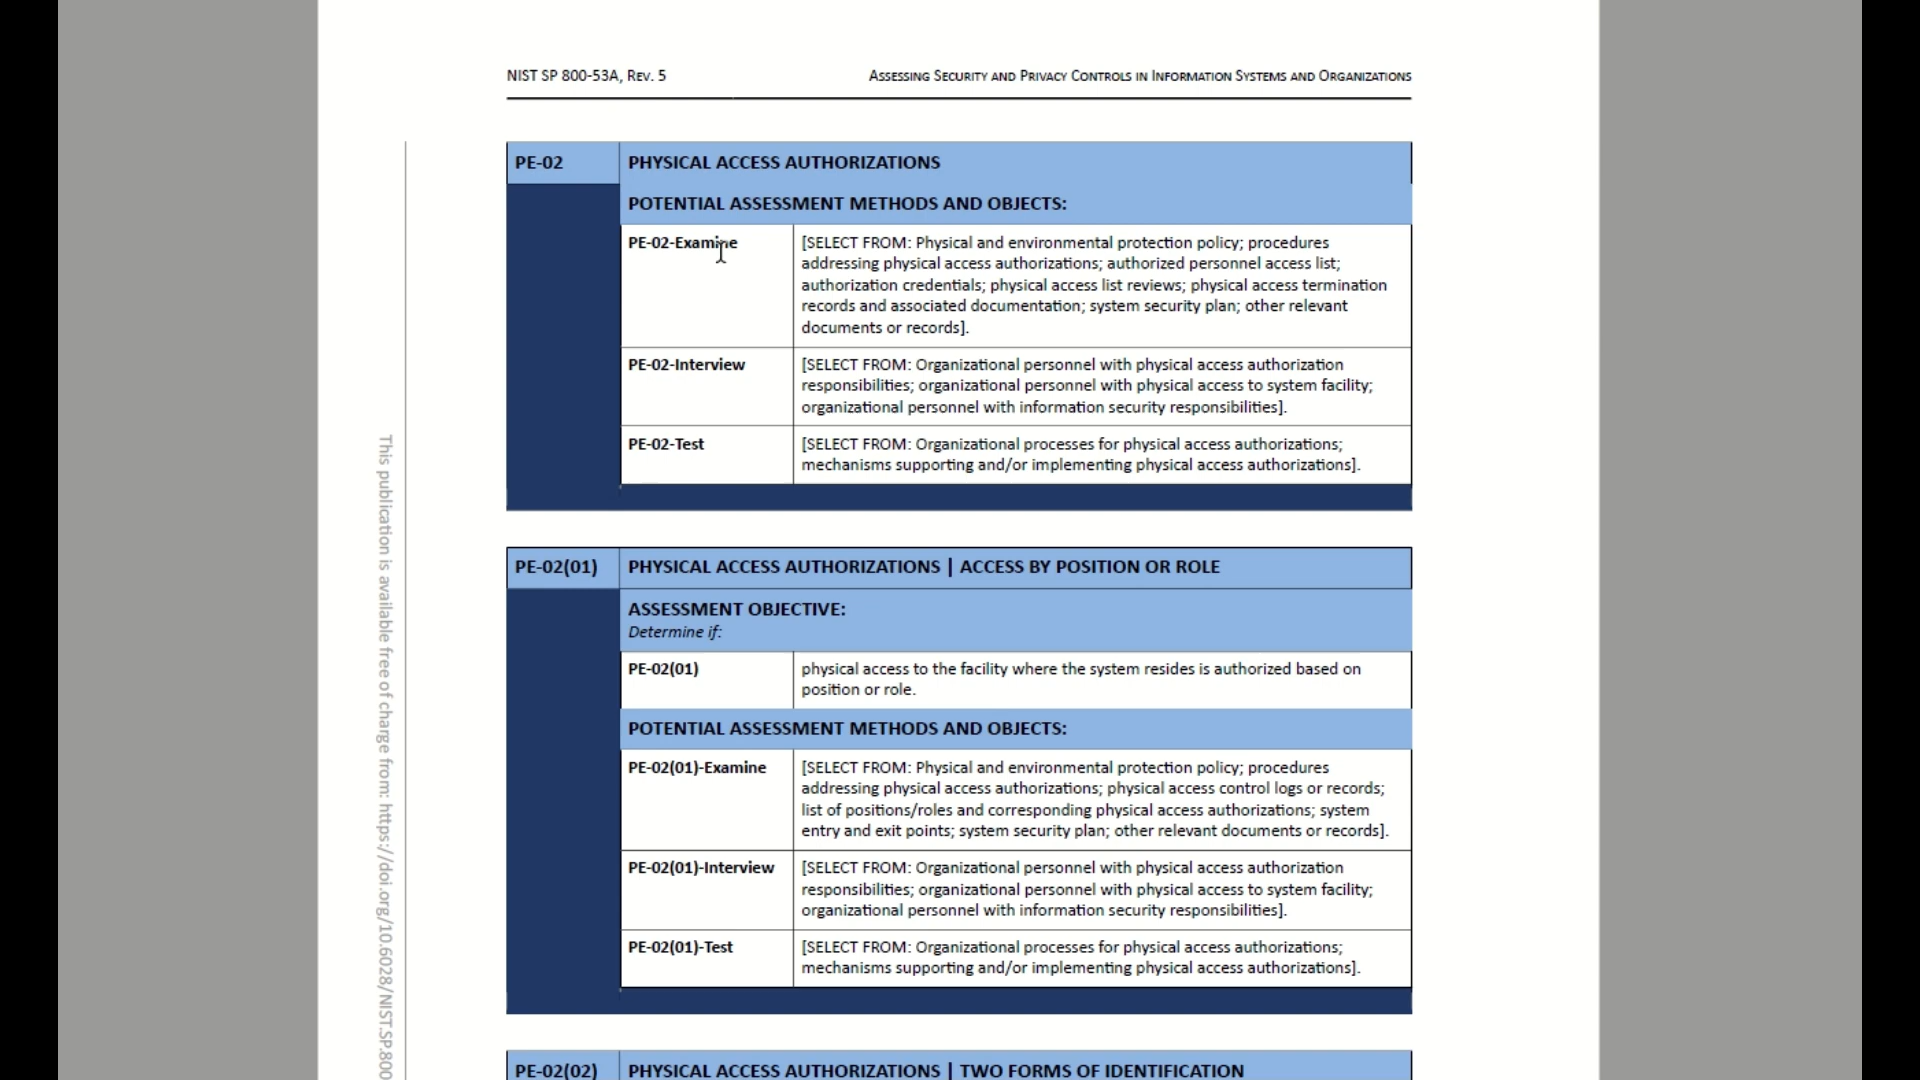 NIST SP 800-53A, REV. 5 ASSESSING SECURITY AND PRIVACY CONTROLS IN INFORMATION SYSTEMS AND ORGANIZATIONS
PE-02 PHYSICAL ACCESS AUTHORIZATIONS
POTENTIAL ASSESSMENT METHODS AND OBJECTS:
PE-02-Examine [SELECT FROM: Physical and environmental protection policy; procedures
addressing physical access authorizations; authorized personnel access list;
authorization credentials; physical access list reviews; physical access termination
records and associated documentation; system security plan; other relevant
documents or records].
PE-02-Interview [SELECT FROM: Organizational personnel with physical access authorization
responsibilities; organizational personnel with physical access to system facility;
organizational personnel with information security responsibilities].
PE-02-Test [SELECT FROM: Organizational processes for physical access authorizations;
mechanisms supporting and/or implementing physical access authorizations].
PE-02(01) PHYSICAL ACCESS AUTHORIZATIONS | ACCESS BY POSITION OR ROLE
ASSESSMENT OBJECTIVE:
Determine if:
PE-02(01) physical access to the facility where the system resides is authorized based on
position or role.
POTENTIAL ASSESSMENT METHODS AND OBJECTS:
PE-02(01)-Examine [SELECT FROM: Physical and environmental protection policy; procedures
addressing physical access authorizations; physical access control logs or records;
list of positions/roles and corresponding physical access authorizations; system
entry and exit points; system security plan; other relevant documents or records].
PE-02(01)-Interview [SELECT FROM: Organizational personnel with physical access authorization
responsibilities; organizational personnel with physical access to system facility;
organizational personnel with information security responsibilities].
PE-02(01)-Test [SELECT FROM: Organizational processes for physical access authorizations;
mechanisms supporting and/or implementing physical access authorizations].
PE-02(02) PHYSICAL ACCESS AUTHORIZATIONS | TWO FORMS OF IDENTIFICATION
This publication is available free of charge from: https://doi.org/10.6028/NIST.SP.800